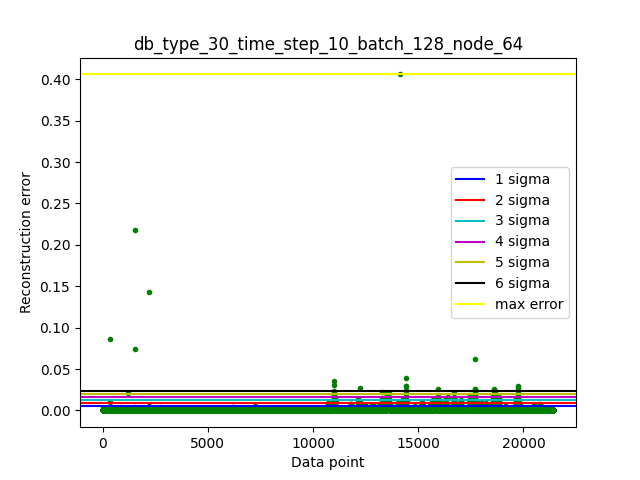 db_type_30_time_step_10_batch_128_node_64
Reconstruction error
0.40
0.35
0.30
0.25
0.20
0.15
0.10
0.05
0.00
1 sigma
2 sigma
3 sigma
4 sigma
5 sigma
6 sigma
max error
0 5000 10000 15000 20000
Data point